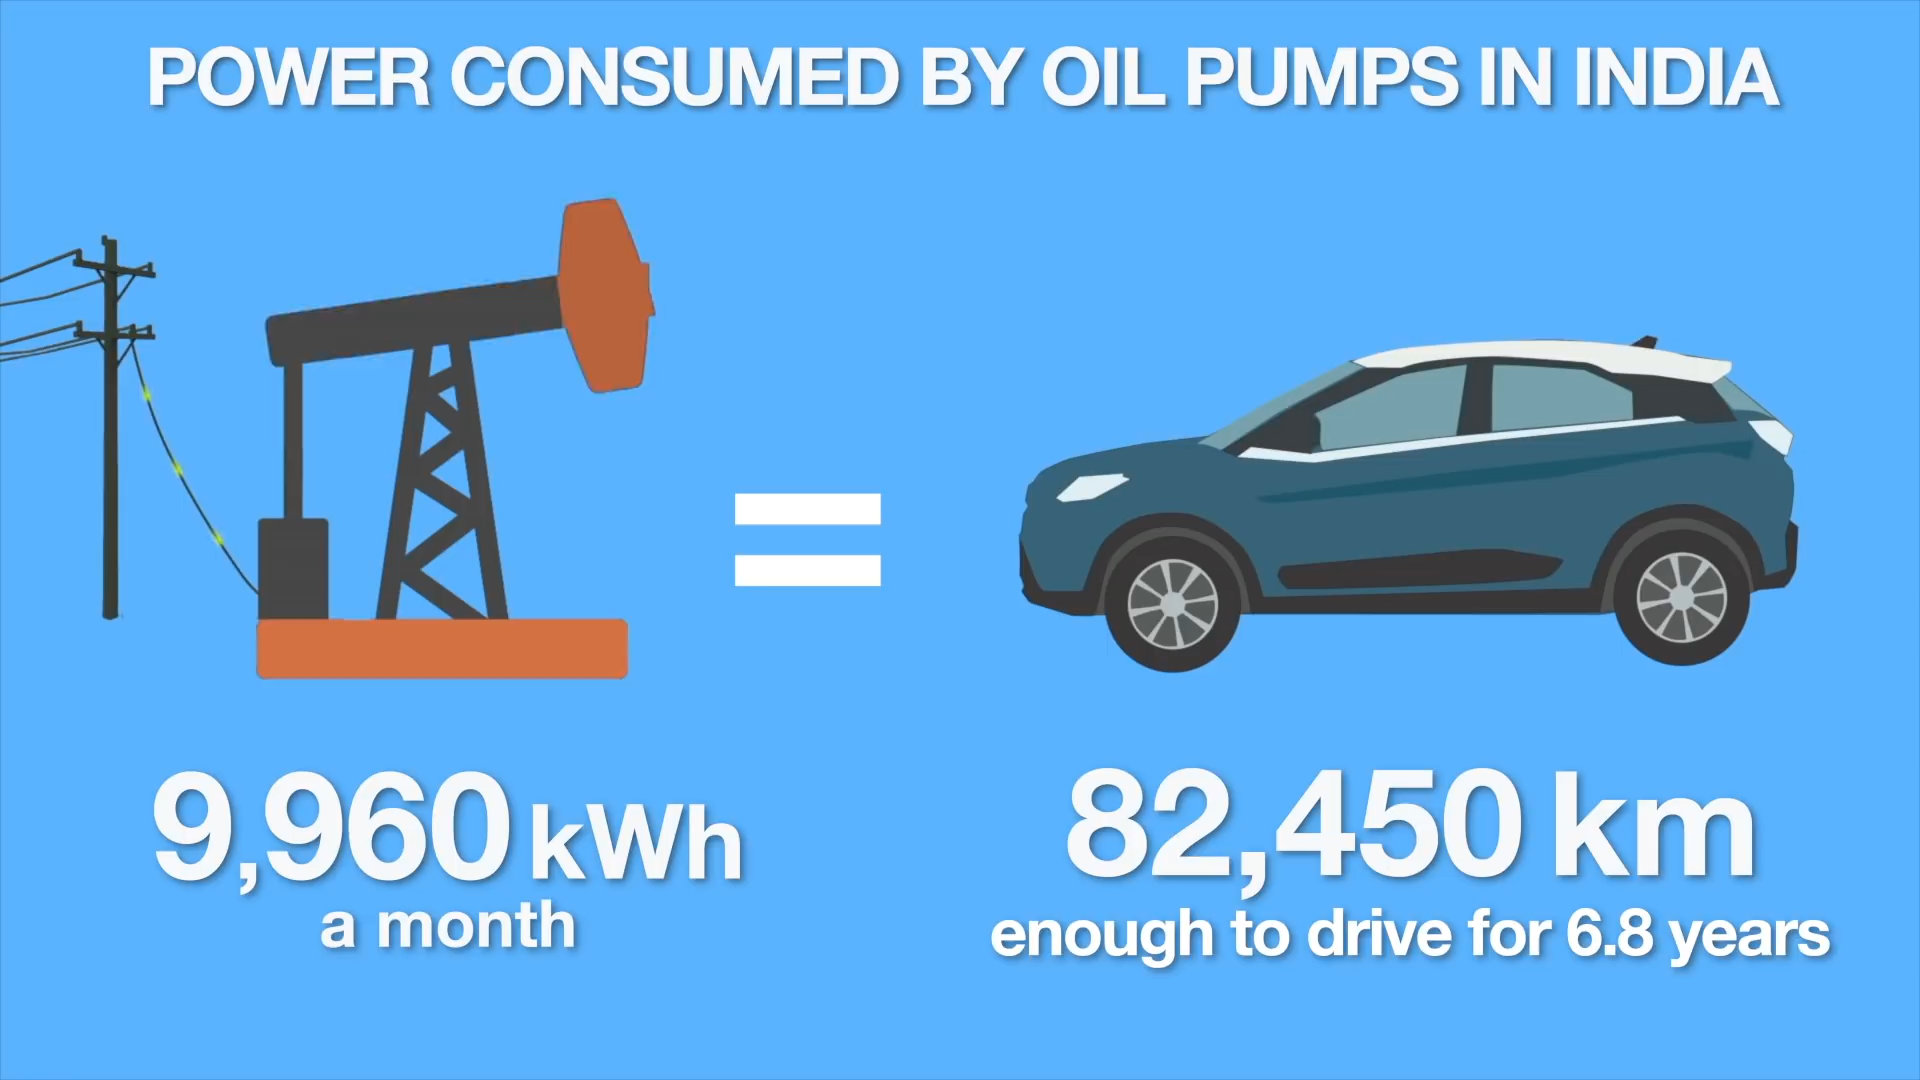 POWER CONSUMED BY OIL PUMPS IN INDIA
9,960 kWh
a month
82,450 km
enough to drive for 6.8 years